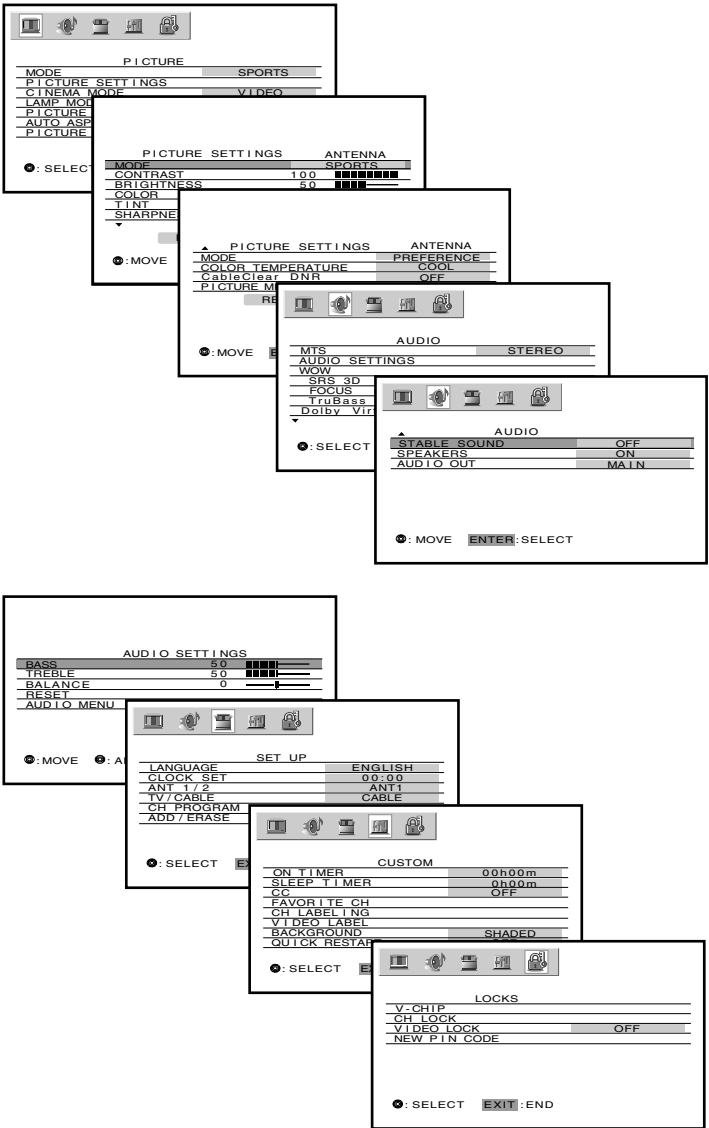 PICTURE
MODE SPORTS
PICTURE SETTINGS
CINEMA MODE VIDEO
LAMP MOD
PICTURE
AUTO ASP
PICTURE
: SELECT
PICTURE SETTINGS ANTENNA
MODE SPORTS
CONTRAST 100
BRIGHTNESS 50
COLOR
TINT
SHARPNE
: MOVE
PICTURE SETTINGS ANTENNA
MODE PREFERENCE
COLOR TEMPERATURE COOL
CableClear DNR OFF
PICTURE ME
RE
: MOVE E
AUDIO
MTS STEREO
AUDIO SETTINGS
WOW
SRS 3D
FOCUS
TruBass
Dolby Virt
: SELECT
AUDIO
STABLE SOUND OFF
SPEAKERS ON
AUDIO OUT MAIN
: MOVE ENTER :SELECT
AUDIO SETTINGS
BASS 50
TREBLE 50
BALANCE 0
RESET
AUDIO MENU
: MOVE : A
SET UP
LANGUAGE ENGLISH
CLOCK SET 00:00
ANT 1/2 ANT1
TV/CABLE CABLE
CH PROGRAM
ADD/ERASE
: SELECT EX
CUSTOM
ON TIMER 00h00m
SLEEP TIMER 0h00m
CC OFF
FAVORITE CH
CH LABELING
VIDEO LABEL
BACKGROUND SHADED
QUICK RESTART
: SELECT E
LOCKS
V-CHIP
CH LOCK
VIDEO LOCK OFF
NEW PIN CODE
: SELECT EXIT :END